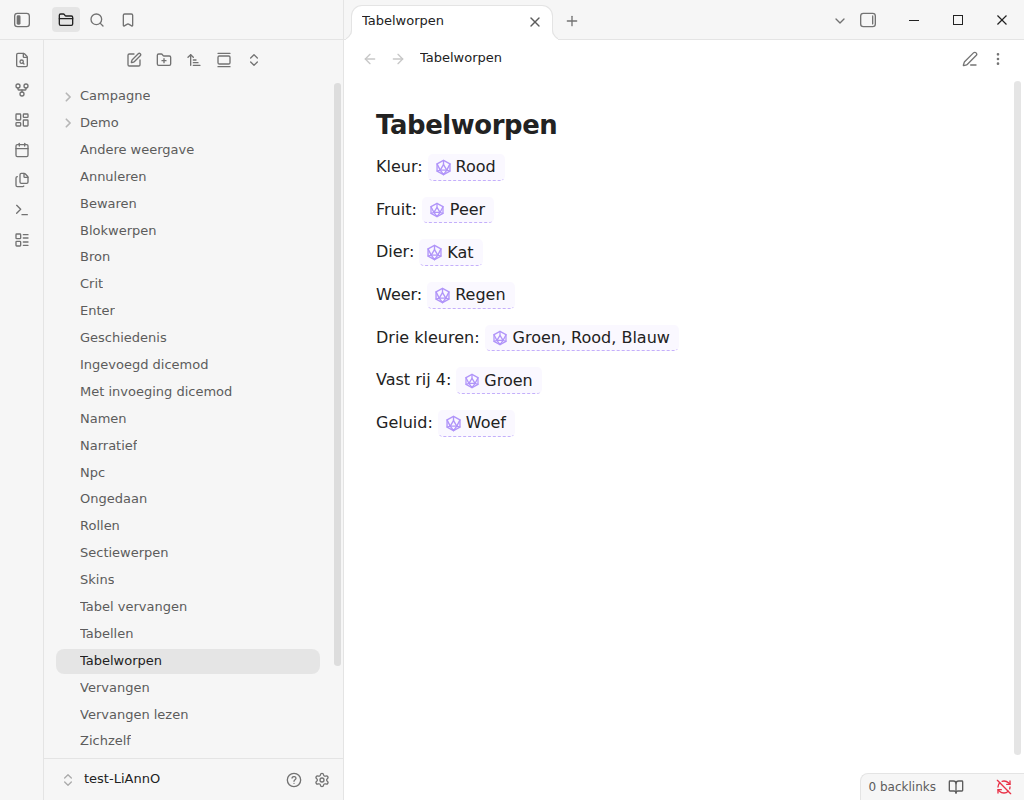 Tabelworpen
Tabelworpen
Campagne
Demo
Andere weergave
Annuleren
Bewaren
Blokwerpen
Bron
Crit
Enter
Geschiedenis
Ingevoegd dicemod
Met invoeging dicemod
Namen
Narratief
Npc
Ongedaan
Rollen
Sectiewerpen
Skins
Tabel vervangen
Tabellen
Tabelworpen
Vervangen
Vervangen lezen
Zichzelf
test-LiAnnO
Tabelworpen
Kleur: Rood
Fruit: Peer
Dier: Kat
Weer: Regen
Drie kleuren: Groen, Rood, Blauw
Vast rij 4: Groen
Geluid: Woef
0 backlinks